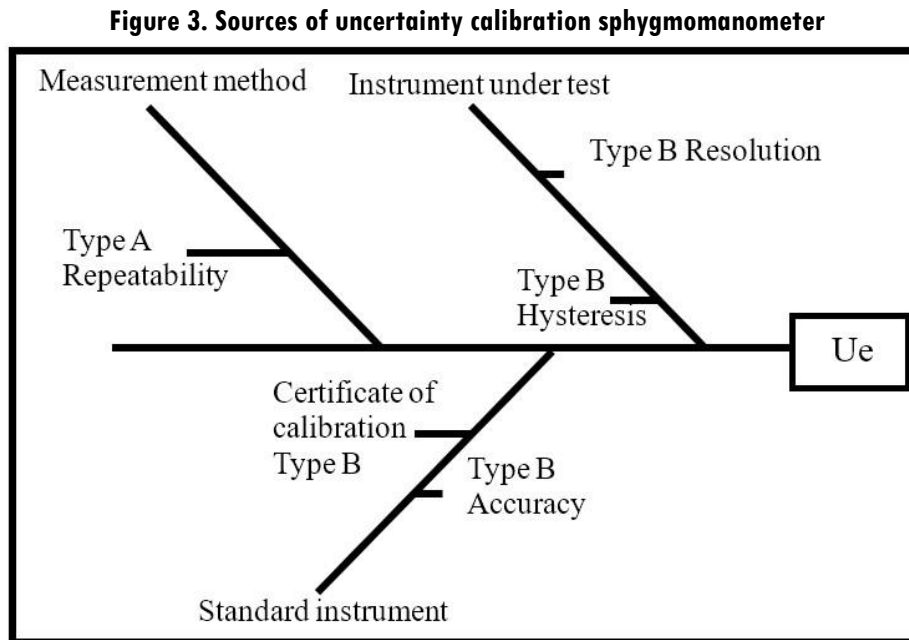 Figure 3. Sources of uncertainty calibration sphygmomanometer
Measurement method
Instrument under test
Type B Resolution
Type A
Repeatability
Type B
Hysteresis
Ue
Certificate of
calibration
Type B
Type B
Accuracy
Standard instrument